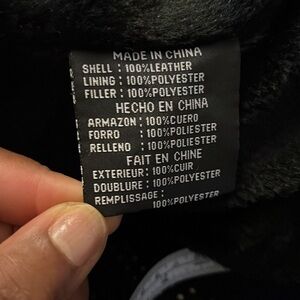 MADE IN CHINA
SHELL : 100%LEATHER
LINING : 100%POLYESTER
FILLER : 100%POLYESTER
HECHO EN CHINA
ARMAZON : 100%CUERO
FORRO : 100%POLIESTER
RELLENO : 100%POLIESTER
FAIT EN CHINE
EXTERIEUR : 100%CUIR
DOUBLURE : 100%POLYESTER
REMPLISSAGE :
100%POLYESTER